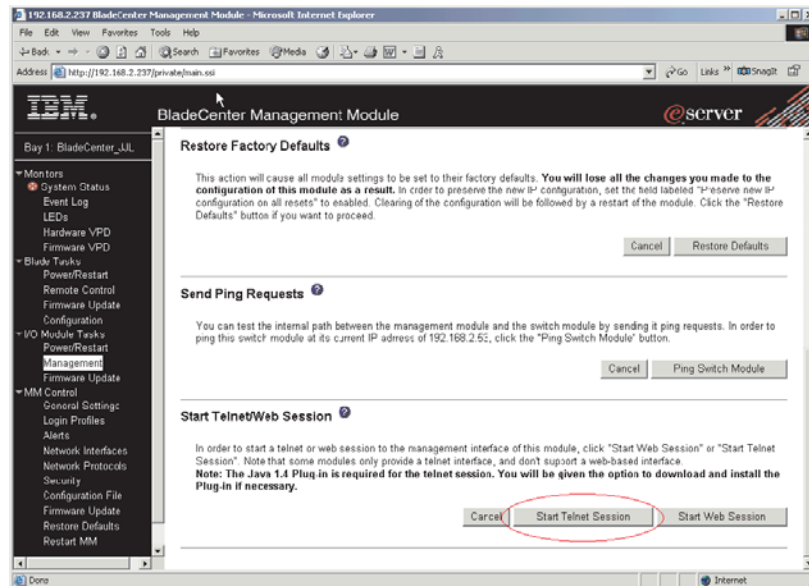 192.168.2.237 BladeCenter Management Module - Microsoft Internet Explorer
File Edit View Favorites Tools Help
Back Search Favorites Media
Address http://192.168.2.237/private/main.ssi Go Links SnagIt
IBM. BladeCenter Management Module @server
Bay 1: BladeCenter_JJL
Monitors
System Status
Event Log
LEDs
Hardware VPD
Firmware VPD
Blade Tasks
Power/Restart
Remote Control
Firmware Update
Configuration
I/O Module Tasks
Power/Restart
Management
Firmware Update
MM Control
General Settings
Login Profiles
Alerts
Network Interfaces
Network Protocols
Security
Configuration File
Firmware Update
Restore Defaults
Restart MM
Restore Factory Defaults ?
This action will cause all module settings to be set to their factory defaults. You will lose all the changes you made to the
configuration of this module as a result. In order to preserve the new IP configuration, set the field labeled "Preserve new IP
configuration on all resets" to enabled. Clearing of the configuration will be followed by a restart of the module. Click the "Restore
Defaults" button if you want to proceed.
Cancel Restore Defaults
Send Ping Requests ?
You can test the internal path between the management module and the switch module by sending it ping requests. In order to
ping this switch module at its current IP adress of 192.168.2.53, click the "Ping Switch Module" button.
Cancel Ping Switch Module
Start Telnet/Web Session ?
In order to start a telnet or web session to the management interface of this module, click "Start Web Session" or "Start Telnet
Session". Note that some modules only provide a telnet interface, and don't support a web-based interface.
Note: The Java 1.4 Plug-in is required for the telnet session. You will be given the option to download and install the
Plug-in if necessary.
Cancel Start Telnet Session Start Web Session
Done Internet